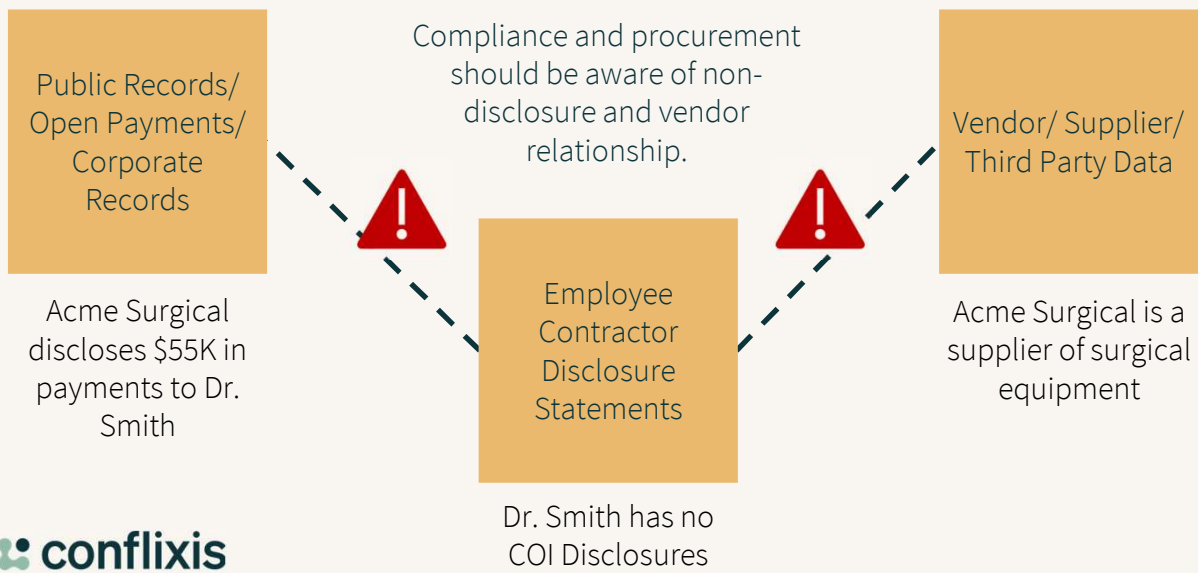 Public Records/
Open Payments/
Corporate
Records
Acme Surgical
discloses $55K in
payments to Dr.
Smith
Compliance and procurement
should be aware of non-
disclosure and vendor
relationship.
Employee
Contractor
Disclosure
Statements
Dr. Smith has no
COI Disclosures
Vendor/ Supplier/
Third Party Data
Acme Surgical is a
supplier of surgical
equipment
conflixis